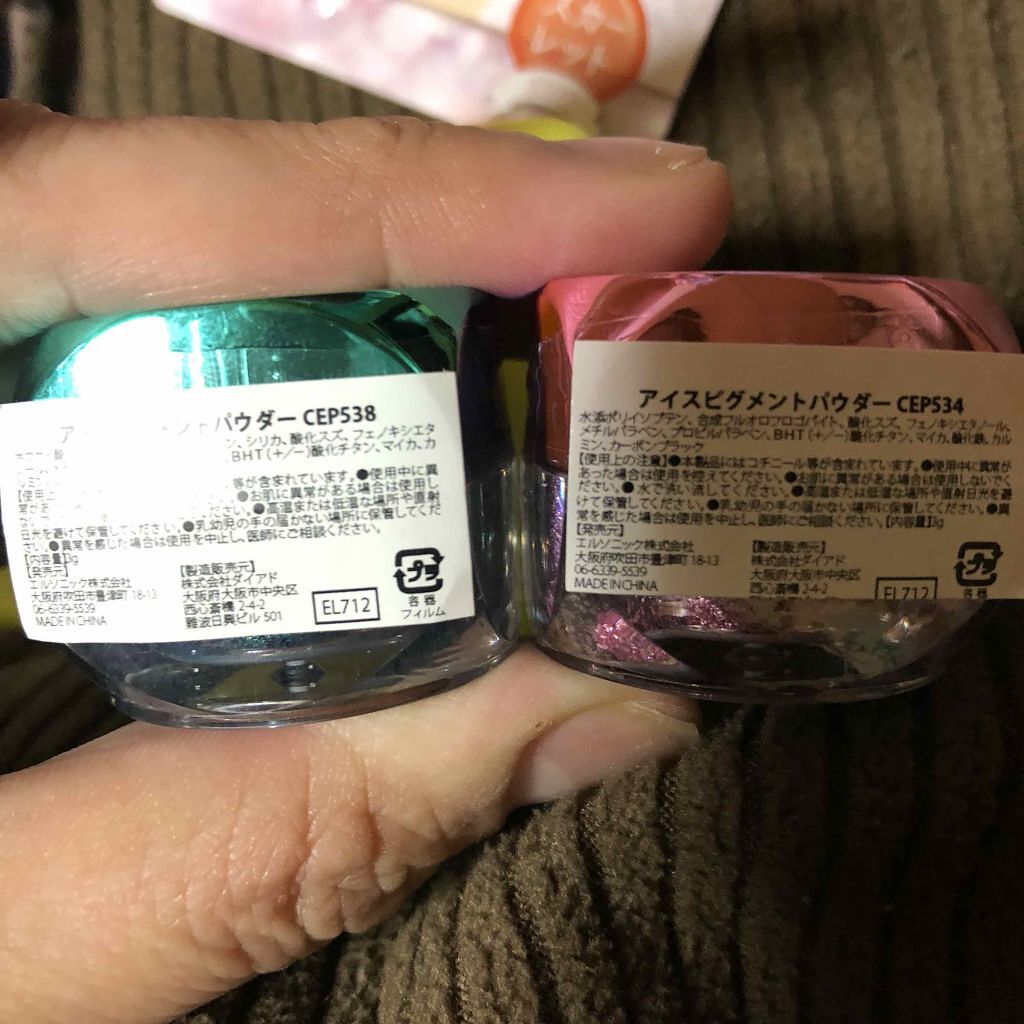 スカー
レット
トパウダー CEP538
ン、シリカ、酸化スズ、フェノキシエタ
、BHT（+/−）酸化チタン、マイカ、カ
等が含まれています。●使用中に異
●お肌に異常がある場合は使用し
●高温または低温な場所や直射
日光を避けて保管してください。●乳幼児の手の届かない場所に保管してくだ
さい。●異常を感じた場合は使用を中止し、医師にご相談ください。
【内容量】3g
【発売元】
エルソニック株式会社
大阪府吹田市豊津町 18-13
06-6339-5539
MADE IN CHINA
【製造販売元】
株式会社ダイアド
大阪府大阪市中央区
西心斎橋 2-4-2
難波日興ビル 501
EL712
プラ
容器
フィルム
アイスピグメントパウダー CEP534
水添ポリイソブテン、合成フルオロフロゴパイト、酸化スズ、フェノキシエタノール、
メチルパラベン、プロピルパラベン、BHT（+/−）酸化チタン、マイカ、酸化鉄、カル
ミン、カーボンブラック
【使用上の注意】●本製品にはコチニール等が含まれています。●使用中に異常が
あった場合は使用を控えてください。●お肌に異常がある場合は使用しないでく
ださい。●水で洗い流してください。●高温または低温な場所や直射日光を避
けて保管してください。●乳幼児の手の届かない場所に保管してください。●異
常を感じた場合は使用を中止し、医師にご相談ください。【内容量】3g
【発売元】
エルソニック株式会社
大阪府吹田市豊津町 18-13
06-6339-5539
MADE IN CHINA
【製造販売元】
株式会社ダイアド
大阪府大阪市中央区
西心斎橋 2-4-2
EL712
プラ
容器